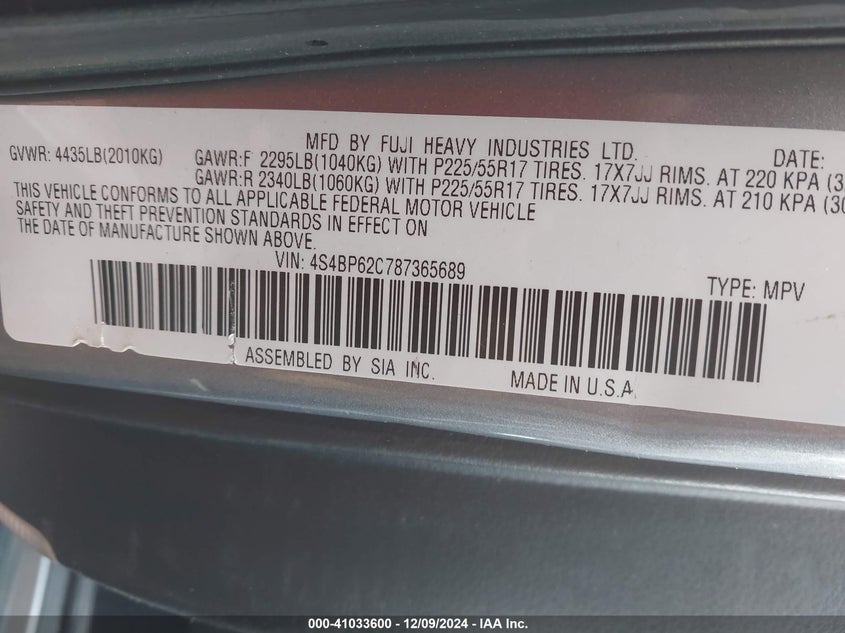 MFD BY FUJI HEAVY INDUSTRIES LTD.
GVWR: 4435LB(2010KG) GAWR:F 2295LB(1040KG) WITH P225/55R17 TIRES. 17X7JJ RIMS. AT 220 KPA
DATE:
GAWR:R 2340LB(1060KG) WITH P225/55R17 TIRES. 17X7JJ RIMS. AT 210 KPA
THIS VEHICLE CONFORMS TO ALL APPLICABLE FEDERAL MOTOR VEHICLE
SAFETY AND THEFT PREVENTION STANDARDS IN EFFECT ON
THE DATE OF MANUFACTURE SHOWN ABOVE.
VIN: 4S4BP62C787365689
TYPE: MPV
ASSEMBLED BY SIA INC. MADE IN U.S.A
000-41033600 - 12/09/2024 - IAA Inc.